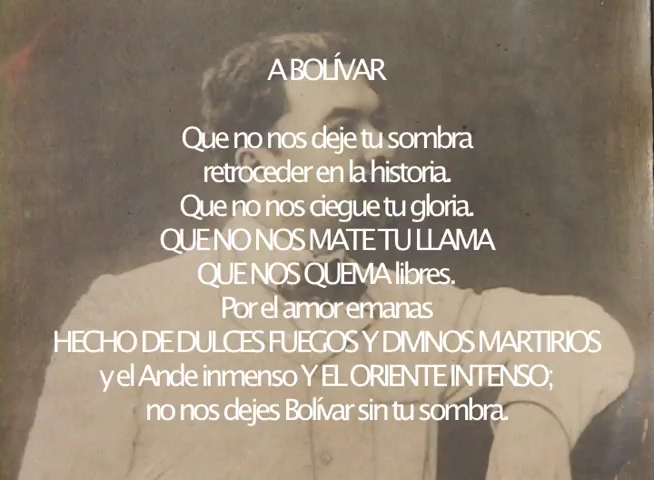 A BOLÍVAR
Que no nos deje tu sombra
retroceder en la historia.
Que no nos ciegue tu gloria.
QUE NO NOS MATE TU LLAMA
QUE NOS QUEMA libres.
Por el amor emanas
HECHO DE DULCES FUEGOS Y DIVINOS MARTIRIOS
y el Ande inmenso Y EL ORIENTE INTENSO;
no nos dejes Bolívar sin tu sombra.